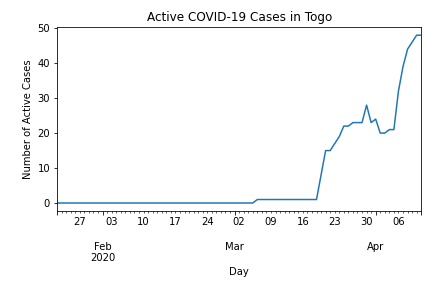 Active COVID-19 Cases in Togo
50
40
30
20
10
0
Number of Active Cases
27 03 10 17 24 02 09 16 23 30 06
Feb Mar Apr
2020
Day